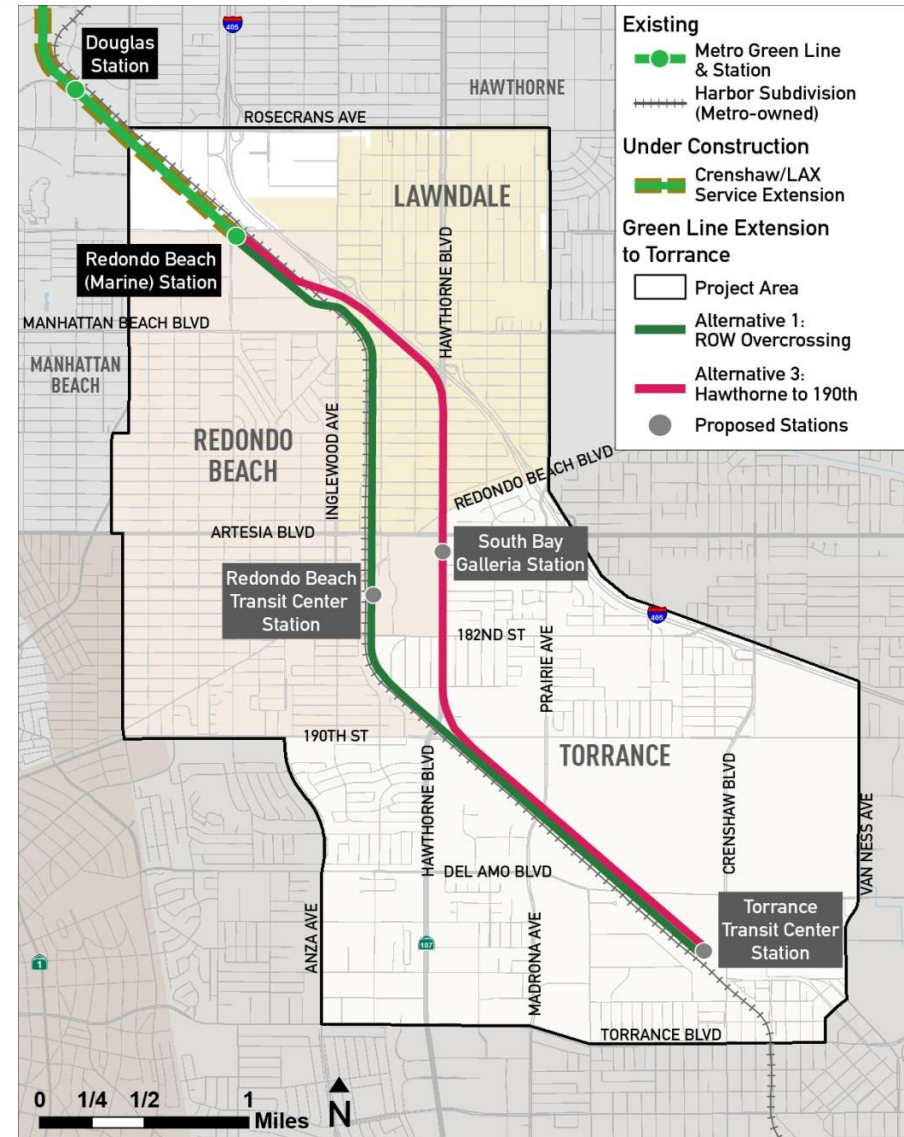 Douglas
Station
405
HAWTHORNE
ROSECRANS AVE
LAWNDALE
HAWTHORNE BLVD
Redondo Beach
(Marine) Station
MANHATTAN BEACH BLVD
MANHATTAN
BEACH
REDONDO
BEACH
INGLEWOOD AVE
REDONDO BEACH BLVD
ARTESIA BLVD
South Bay
Galleria Station
Redondo Beach
Transit Center
Station
405
182ND ST
PRAIRIE AVE
190TH ST
TORRANCE
HAWTHORNE BLVD
CRENSHAW BLVD
VAN NESS AVE
DEL AMO BLVD
Torrance
Transit Center
Station
ANZA AVE
107
MADRONA AVE
1
TORRANCE BLVD
0 1/4 1/2 1
Miles
N
Existing
Metro Green Line
& Station
Harbor Subdivision
(Metro-owned)
Under Construction
Crenshaw/LAX
Service Extension
Green Line Extension
to Torrance
Project Area
Alternative 1:
ROW Overcrossing
Alternative 3:
Hawthorne to 190th
Proposed Stations